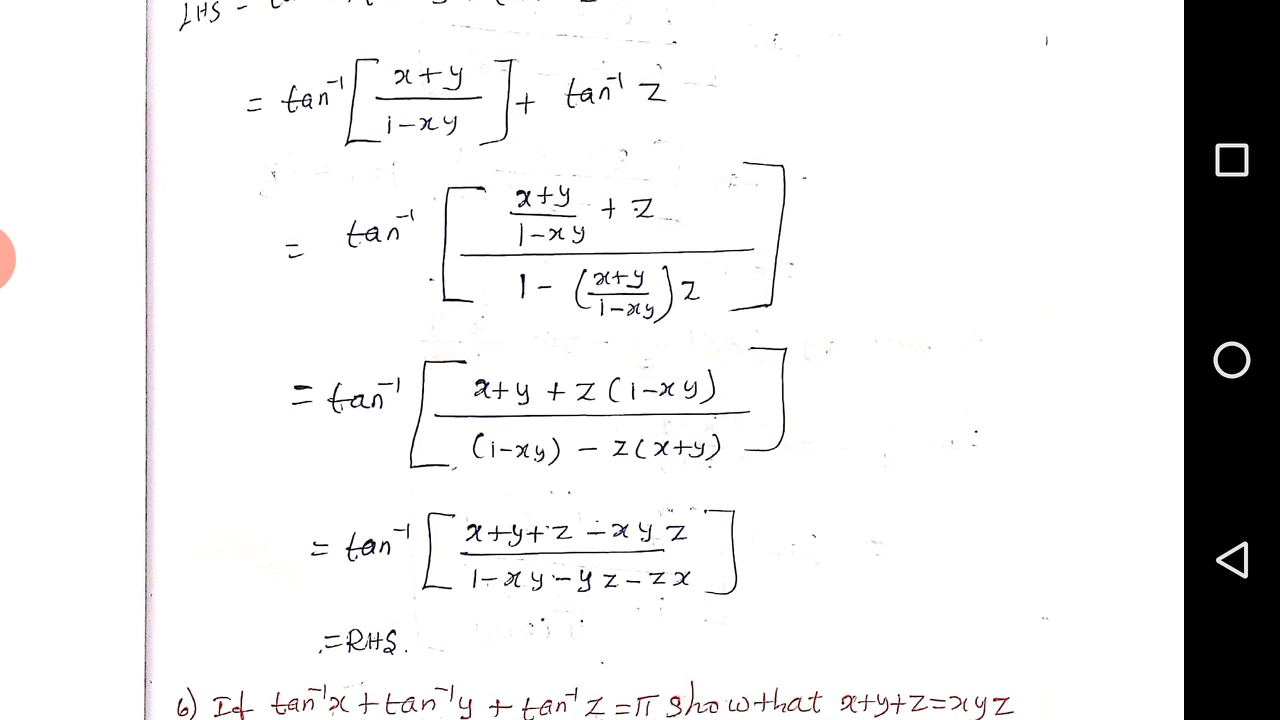 LHS =
= tan⁻¹ [ (x+y)/(1-xy) ] + tan⁻¹ z
= tan⁻¹ [ ((x+y)/(1-xy) + z) / (1 - ((x+y)/(1-xy)) z) ]
= tan⁻¹ [ (x+y + z(1-xy)) / ((1-xy) - z(x+y)) ]
= tan⁻¹ [ (x+y+z-xyz) / (1-xy-yz-zx) ]
=RHS.
6) If tan⁻¹x + tan⁻¹y + tan⁻¹z = π show that x+y+z=xyz